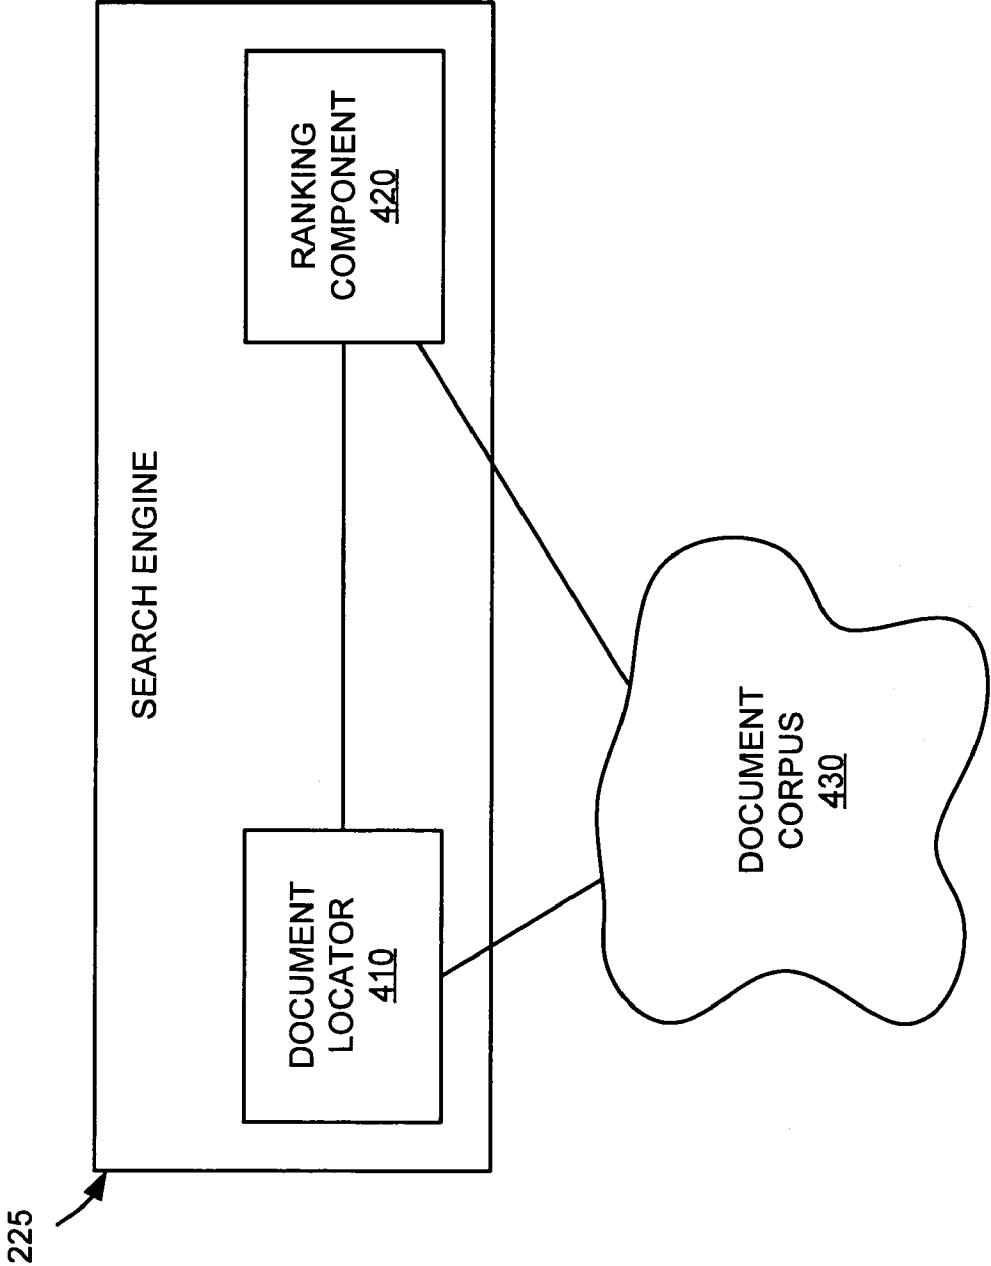 SEARCH ENGINE
DOCUMENT
LOCATOR
410
RANKING
COMPONENT
420
DOCUMENT
CORPUS
430
225